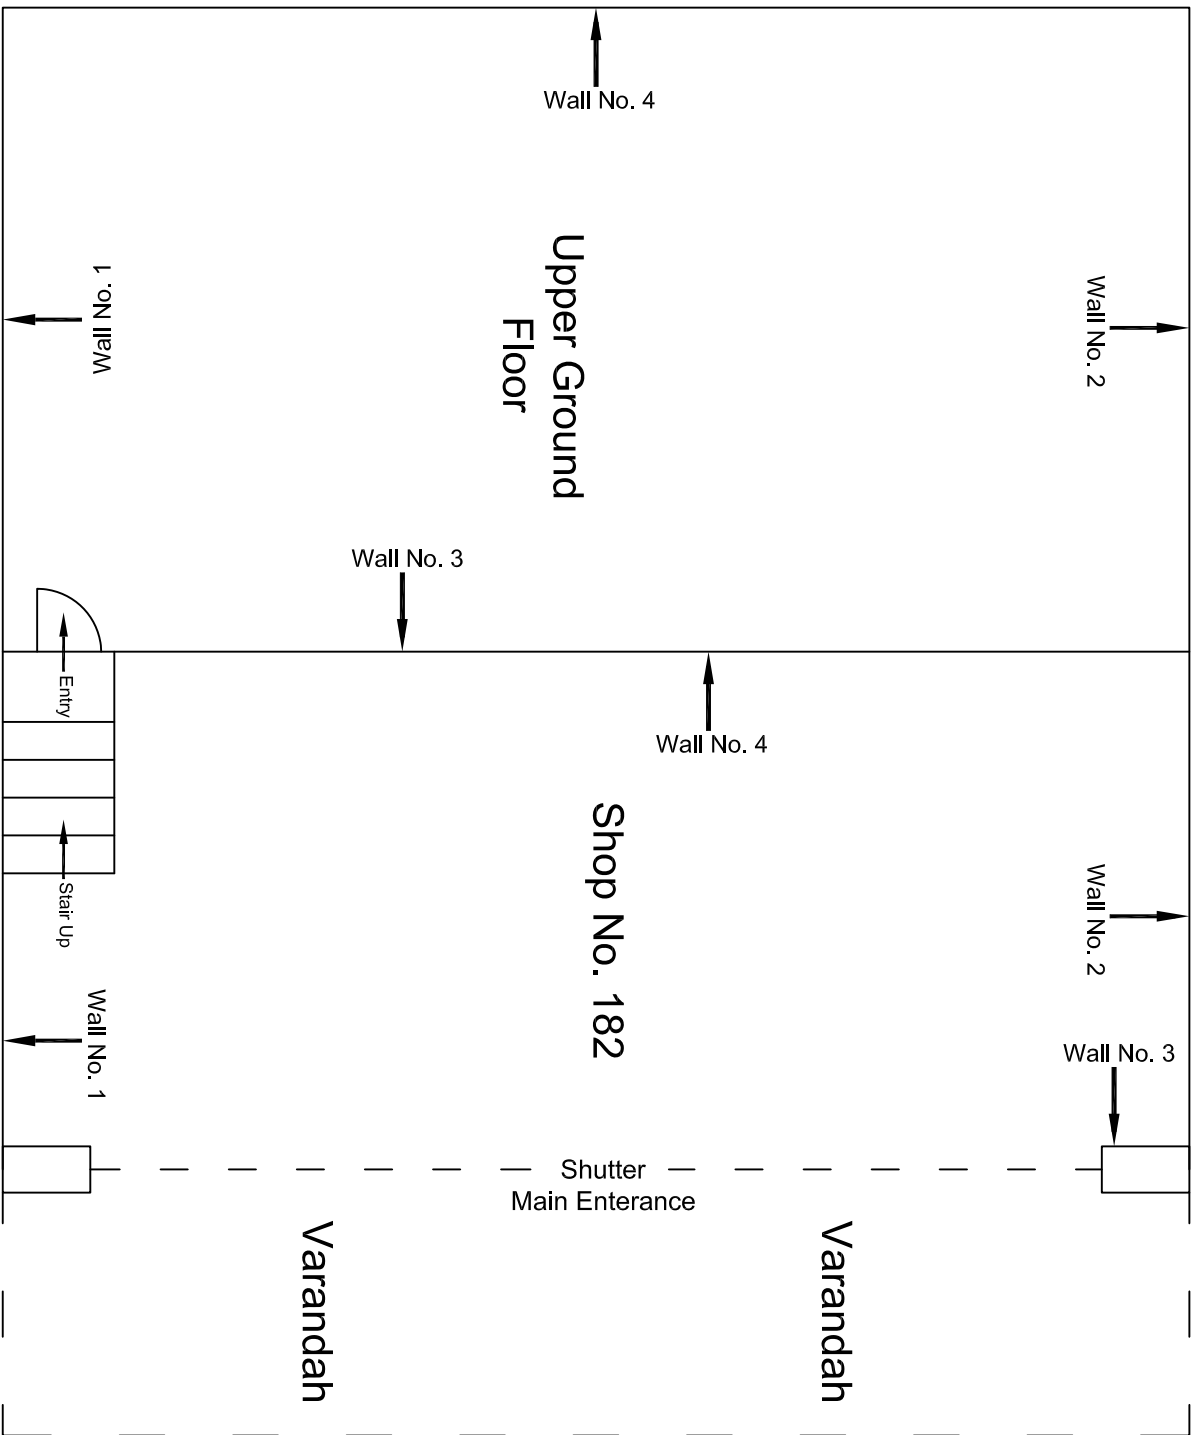 Wall No. 4
Upper Ground
Floor
Wall No. 1
Wall No. 2
Wall No. 3
Entry
Wall No. 4
Shop No. 182
Stair Up
Wall No. 2
Wall No. 1
Wall No. 3
Shutter
Main Enterance
Varandah
Varandah